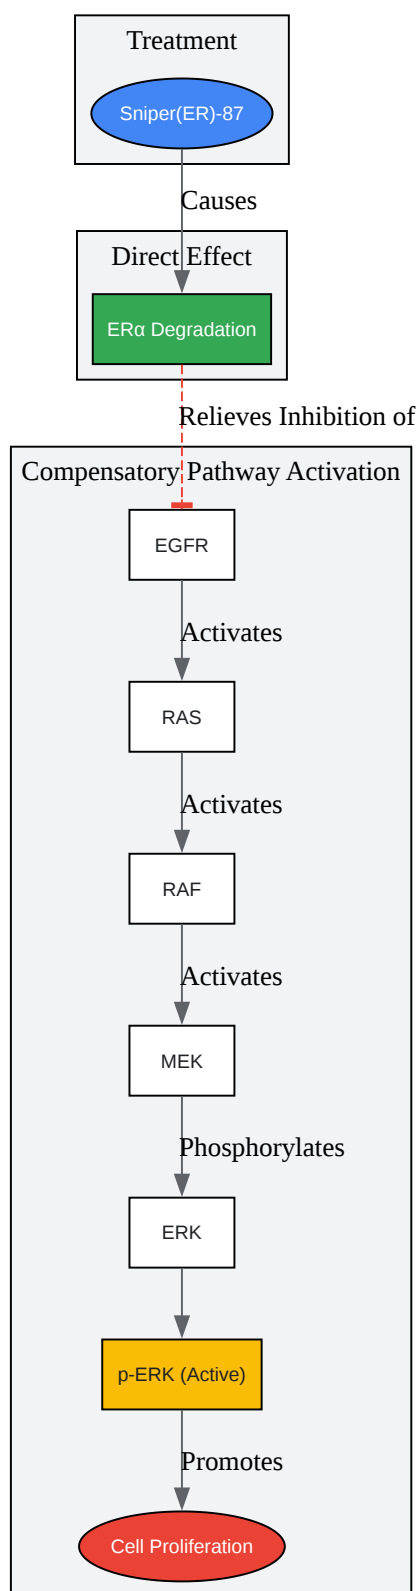 Treatment
Sniper(ER)-87
Causes
Direct Effect
ERα Degradation
Relieves Inhibition of
Compensatory Pathway Activation
EGFR
Activates
RAS
Activates
RAF
Activates
MEK
Phosphorylates
ERK
p-ERK (Active)
Promotes
Cell Proliferation